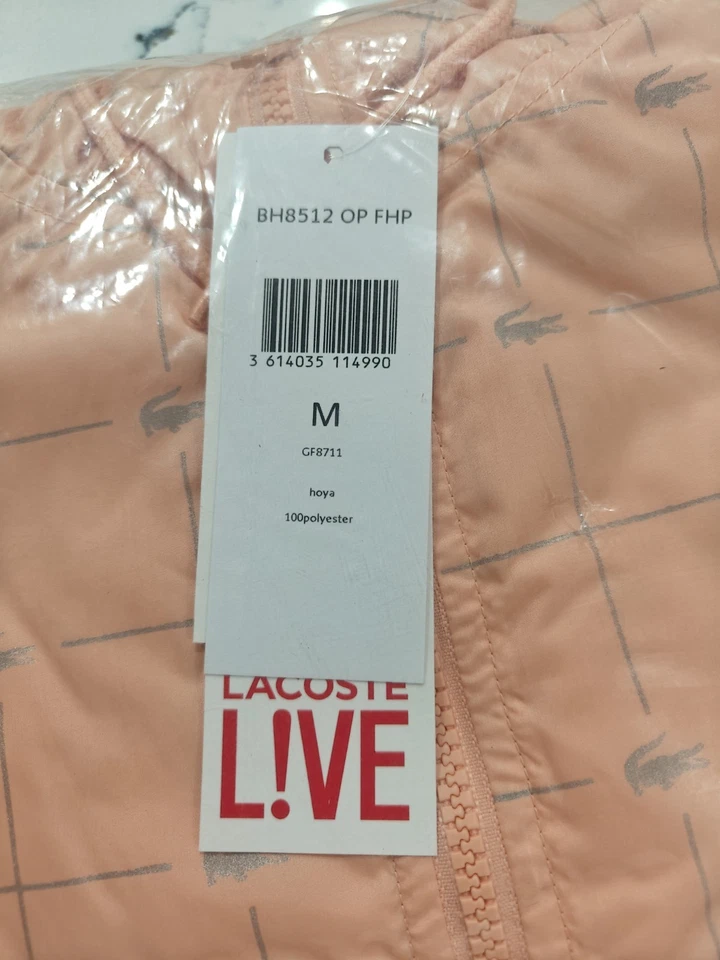 BH8512 OP FHP
3 614035 114990
M
GF8711
hoya
100polyester
LACOSTE
L!VE